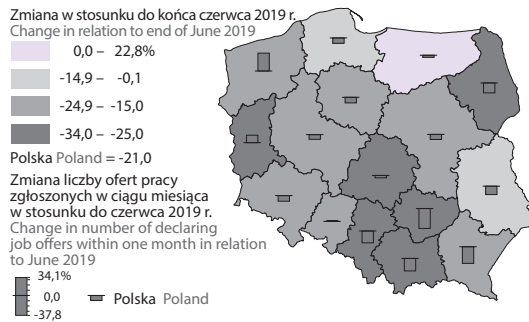 Zmiana w stosunku do końca czerwca 2019 r.
Change in relation to end of June 2019
0,0 – 22,8%
-14,9 – -0,1
-24,9 – -15,0
-34,0 – -25,0
Polska Poland = -21,0
Zmiana liczby ofert pracy
zgłoszonych w ciągu miesiąca
w stosunku do czerwca 2019 r.
Change in number of declaring
job offers within one month in relation
to June 2019
34,1%
0,0
-37,8
Polska Poland